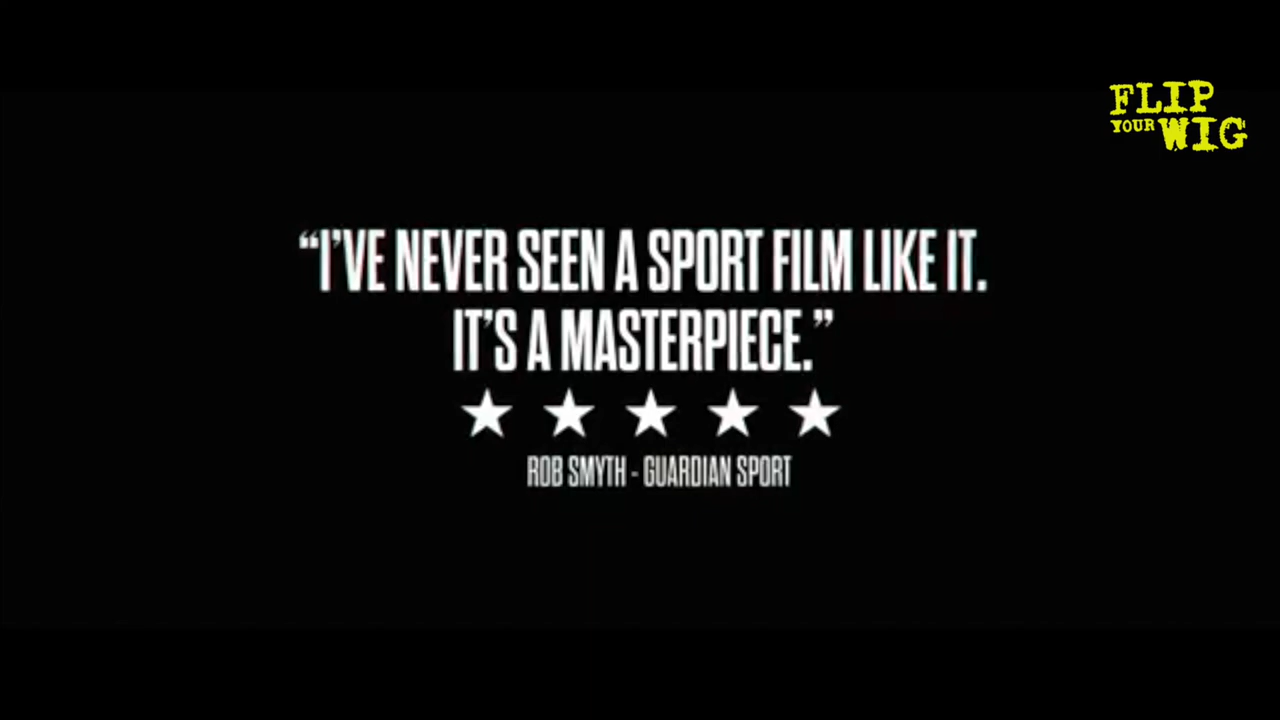 FLIP
YOUR WIG
“I’VE NEVER SEEN A SPORT FILM LIKE IT.
IT’S A MASTERPIECE.”
ROB SMYTH - GUARDIAN SPORT